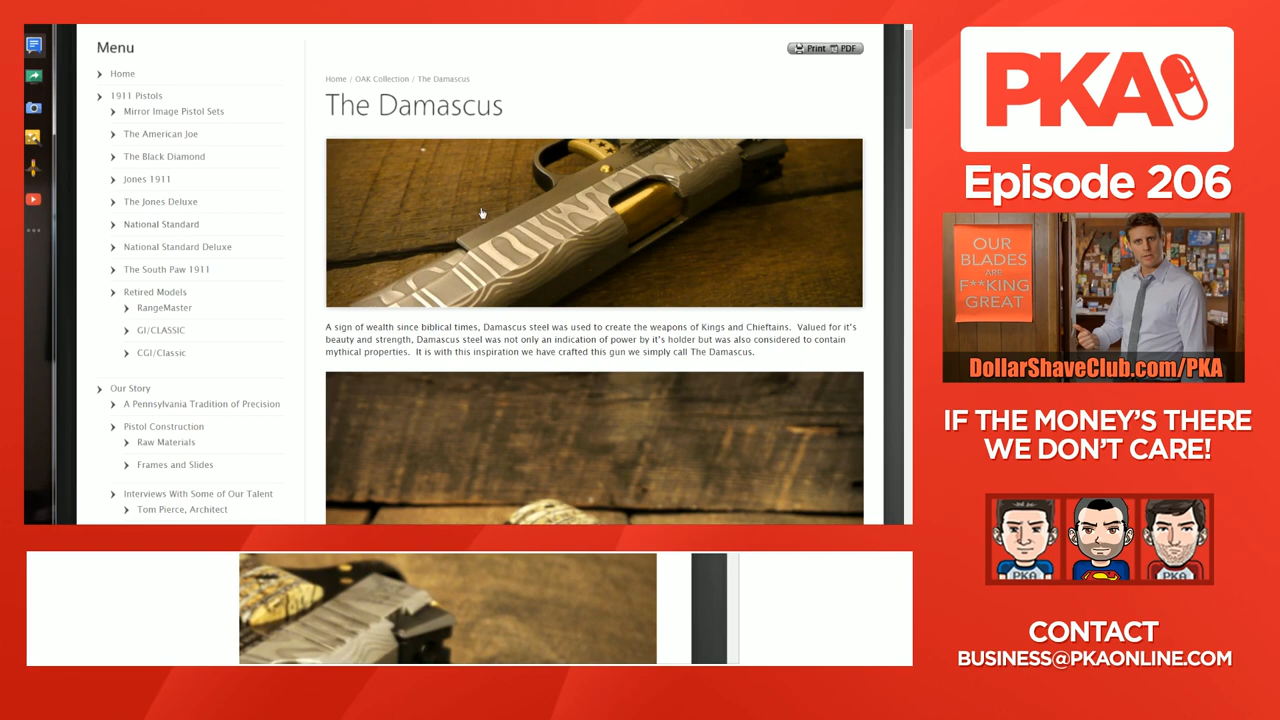 Menu
Home
1911 Pistols
Mirror Image Pistol Sets
The American Joe
The Black Diamond
Jones 1911
The Jones Deluxe
National Standard
National Standard Deluxe
The South Paw 1911
Retired Models
RangeMaster
GI/CLASSIC
CGI/Classic
Our Story
A Pennsylvania Tradition of Precision
Pistol Construction
Raw Materials
Frames and Slides
Interviews With Some of Our Talent
Tom Pierce, Architect
Print PDF
Home / OAK Collection / The Damascus
The Damascus
A sign of wealth since biblical times, Damascus steel was used to create the weapons of Kings and Chieftains. Valued for it's
beauty and strength, Damascus steel was not only an indication of power by it's holder but was also considered to contain
mythical properties. It is with this inspiration we have crafted this gun we simply call The Damascus.
PKA
Episode 206
OUR
BLADES
ARE
F**KING
GREAT
DollarShaveClub.com/PKA
IF THE MONEY'S THERE
WE DON'T CARE!
PKA
PKA
CONTACT
BUSINESS@PKAONLINE.COM